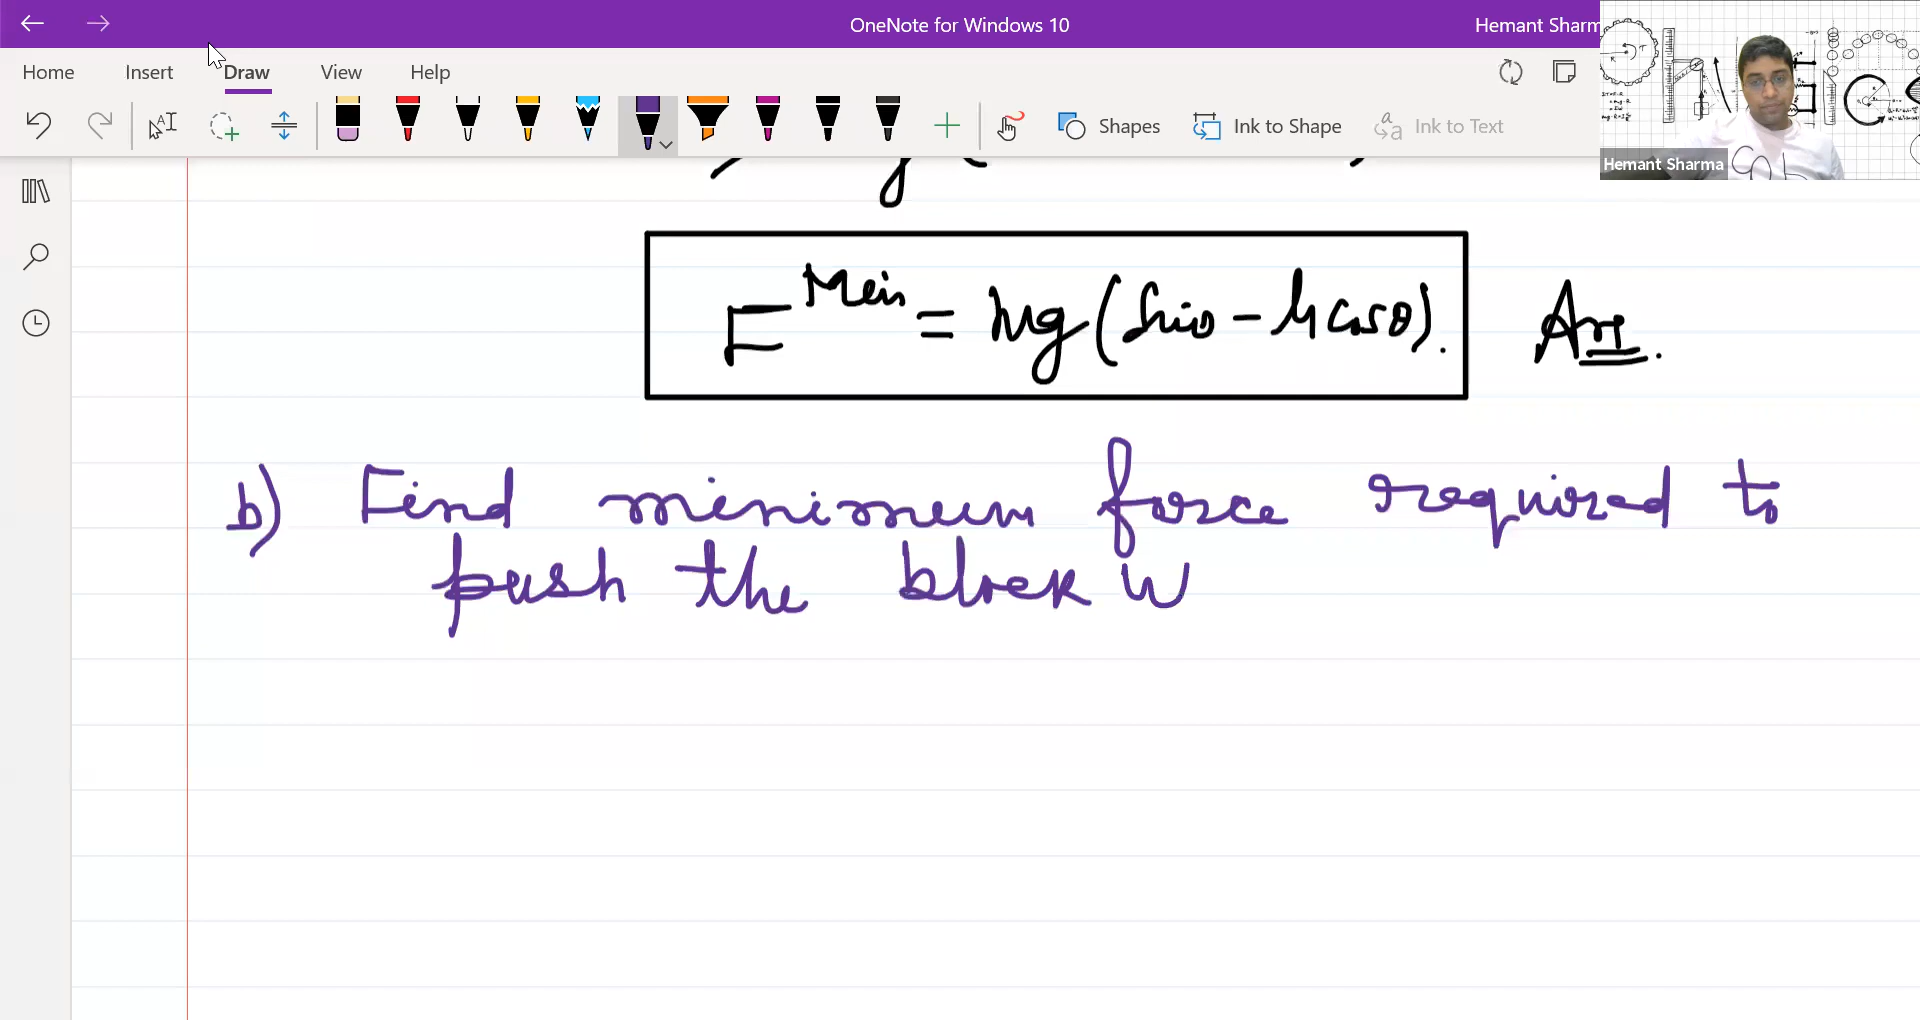 OneNote for Windows 10
Hemant Sharm
Home Insert Draw View Help
Shapes Ink to Shape Ink to Text
Hemant Sharma
F Min = mg(Sinθ - μ Cosθ). Ans.
b) Find minimum force required to
push the block w